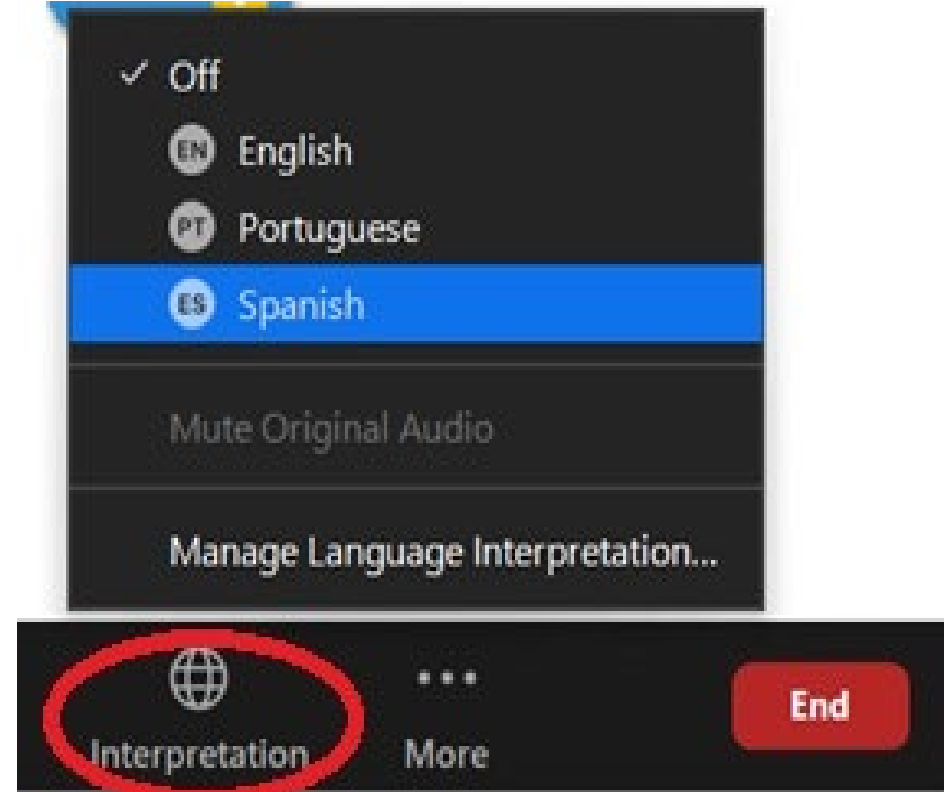 Off
EN English
PT Portuguese
ES Spanish
Mute Original Audio
Manage Language Interpretation...
Interpretation
More
End